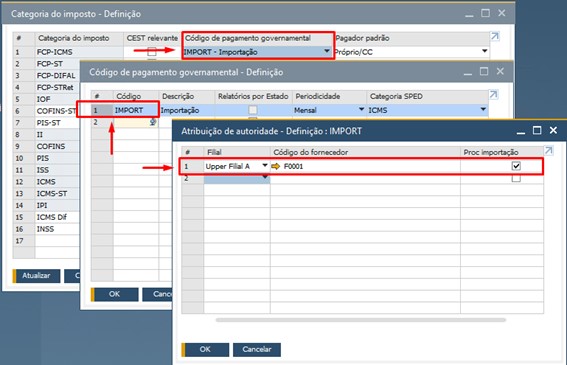 Categoria do imposto - Definição
# Categoria do imposto CEST relevante Código de pagamento governamental Pagador padrão
1 FCP-ICMS IMPORT - Importação Próprio/CC
2 FCP-ST
3 FCP-DIFAL
4 FCP-STRet
5 IOF
6 COFINS-ST
7 PIS-ST
8 II
9 COFINS
10 PIS
11 ISS
12 ICMS
13 ICMS-ST
14 IPI
15 ICMS Dif
16 INSS
17
Atualizar
Código de pagamento governamental - Definição
# Código Descrição Relatórios por Estado Periodicidade Categoria SPED
1 IMPORT Importação Mensal ICMS
2
OK Cancelar
Atribuição de autoridade - Definição : IMPORT
# Filial Código do fornecedor Proc importação
1 Upper Filial A F0001
2
OK Cancelar